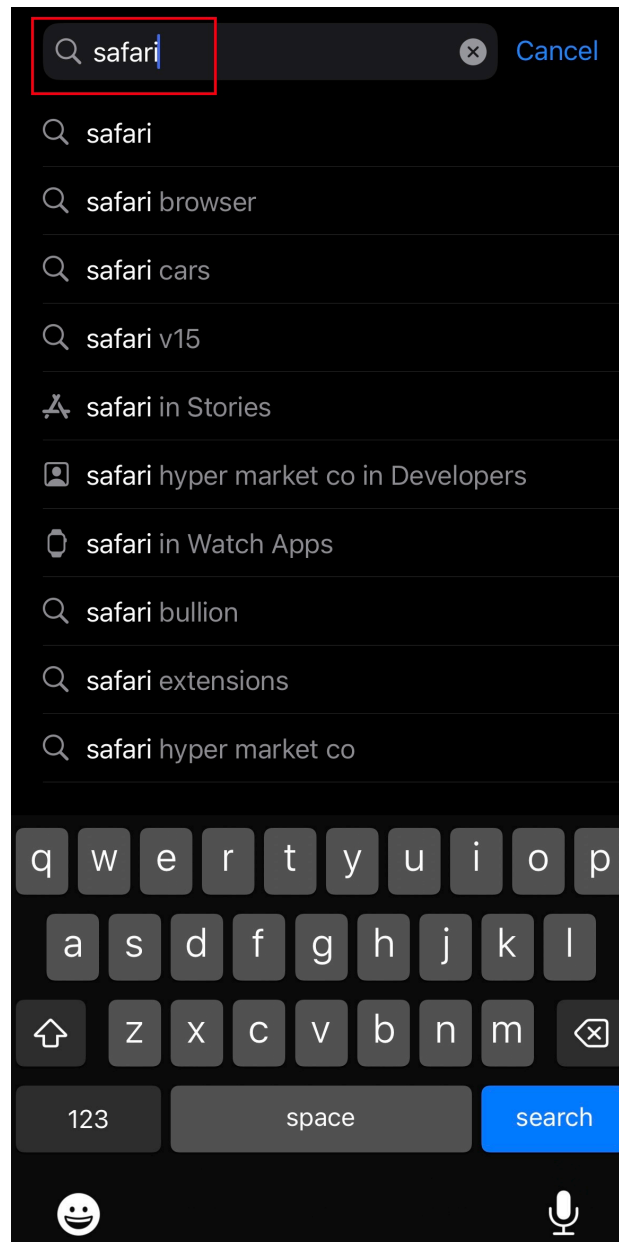 safari Cancel
safari
safari browser
safari cars
safari v15
safari in Stories
safari hyper market co in Developers
safari in Watch Apps
safari bullion
safari extensions
safari hyper market co
q w e r t y u i o p
a s d f g h j k l
z x c v b n m
123 space search